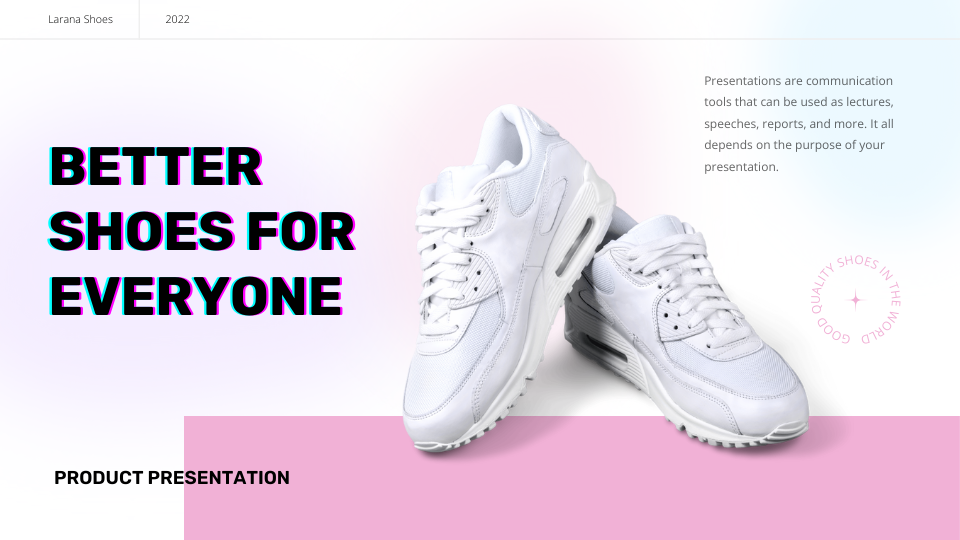 Larana Shoes
2022
Presentations are communication
tools that can be used as lectures,
speeches, reports, and more. It all
depends on the purpose of your
presentation.
BETTER
SHOES FOR
EVERYONE
GOOD QUALITY SHOES IN THE WORLD
PRODUCT PRESENTATION